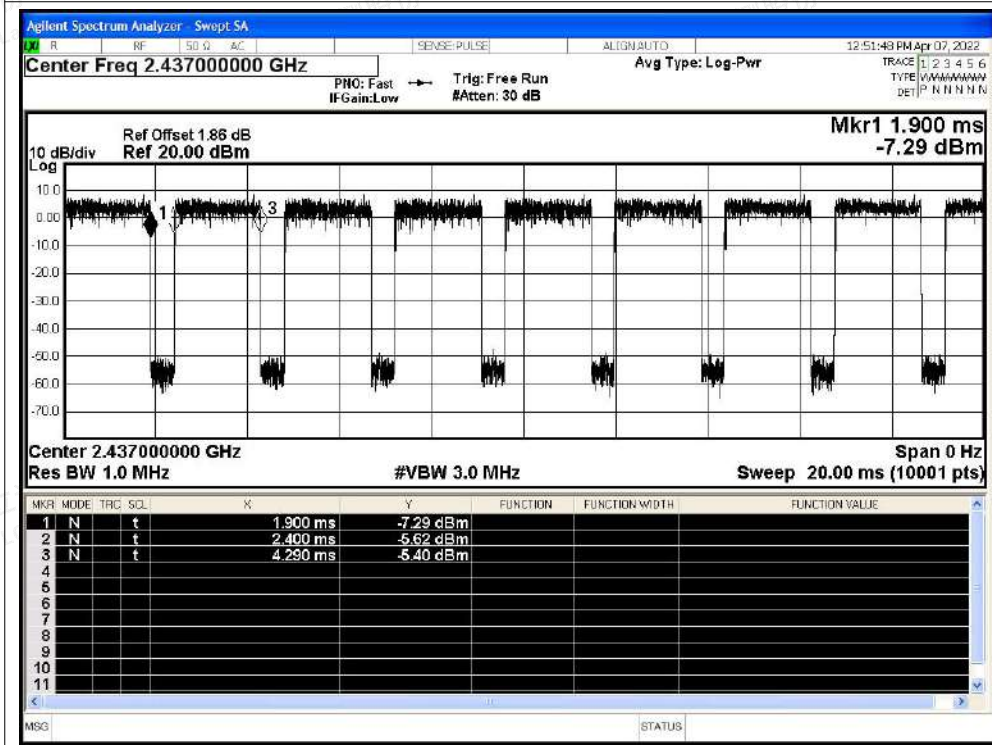 Agilent Spectrum Analyzer - Swept SA
LXI R RF 50 Ω AC SENSE:PULSE ALIGN AUTO 12:51:48 PM Apr 07, 2022
Center Freq 2.437000000 GHz Avg Type: Log-Pwr TRACE 1 2 3 4 5 6
PNO: Fast Trig: Free Run TYPE
IFGain:Low #Atten: 30 dB DET P N N N N N
Mkr1 1.900 ms
Ref Offset 1.86 dB
10 dB/div Ref 20.00 dBm -7.29 dBm
Log
10.0
0.00
1 3
-10.0
-20.0
-30.0
-40.0
-50.0
-60.0
-70.0
Center 2.437000000 GHz Span 0 Hz
Res BW 1.0 MHz #VBW 3.0 MHz Sweep 20.00 ms (10001 pts)
MKR MODE TRC SCL X Y FUNCTION FUNCTION WIDTH FUNCTION VALUE
1 N t 1.900 ms -7.29 dBm
2 N t 2.400 ms -5.62 dBm
3 N t 4.290 ms -5.40 dBm
4
5
6
7
8
9
10
11
MSG STATUS